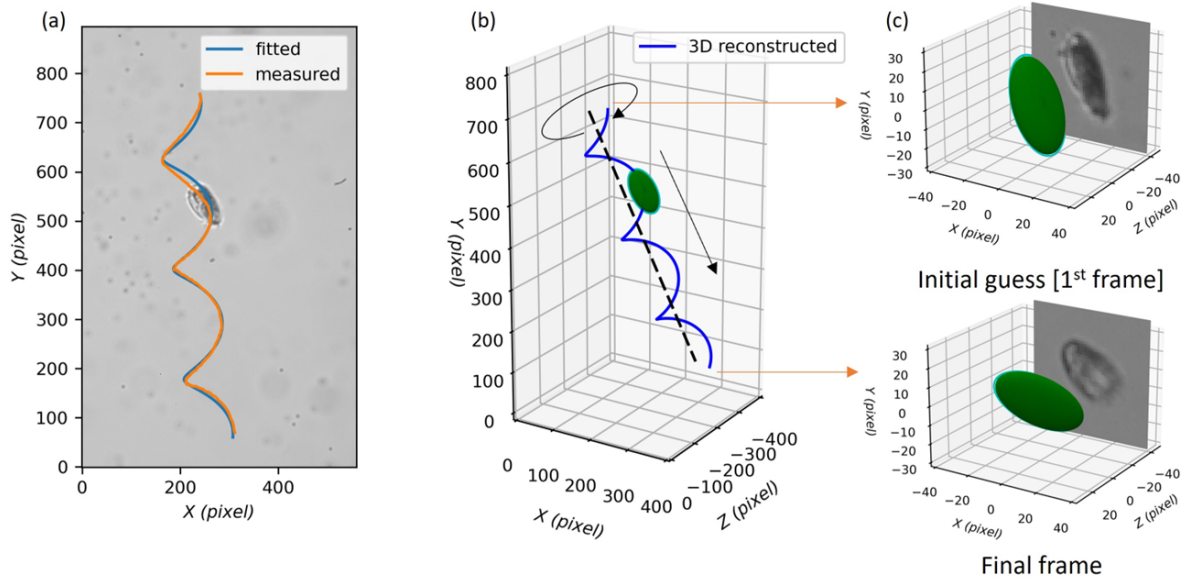 (a)
fitted
measured
800
700
600
500
400
300
200
100
0
0 200 400
Y (pixel)
X (pixel)
(b)
3D reconstructed
800
700
600
500
400
300
200
100
0
Y (pixel)
0 100 200 300 400
X (pixel)
0 −100 −200 −300 −400
Z (pixel)
(c)
30
20
10
0
−10
−20
−30
Y (pixel)
−40 −20 0 20 40
X (pixel)
20 0 −20 −40
Z (pixel)
Initial guess [1st frame]
30
20
10
0
−10
−20
−30
Y (pixel)
−40 −20 0 20 40
X (pixel)
20 0 −20 −40
Z (pixel)
Final frame